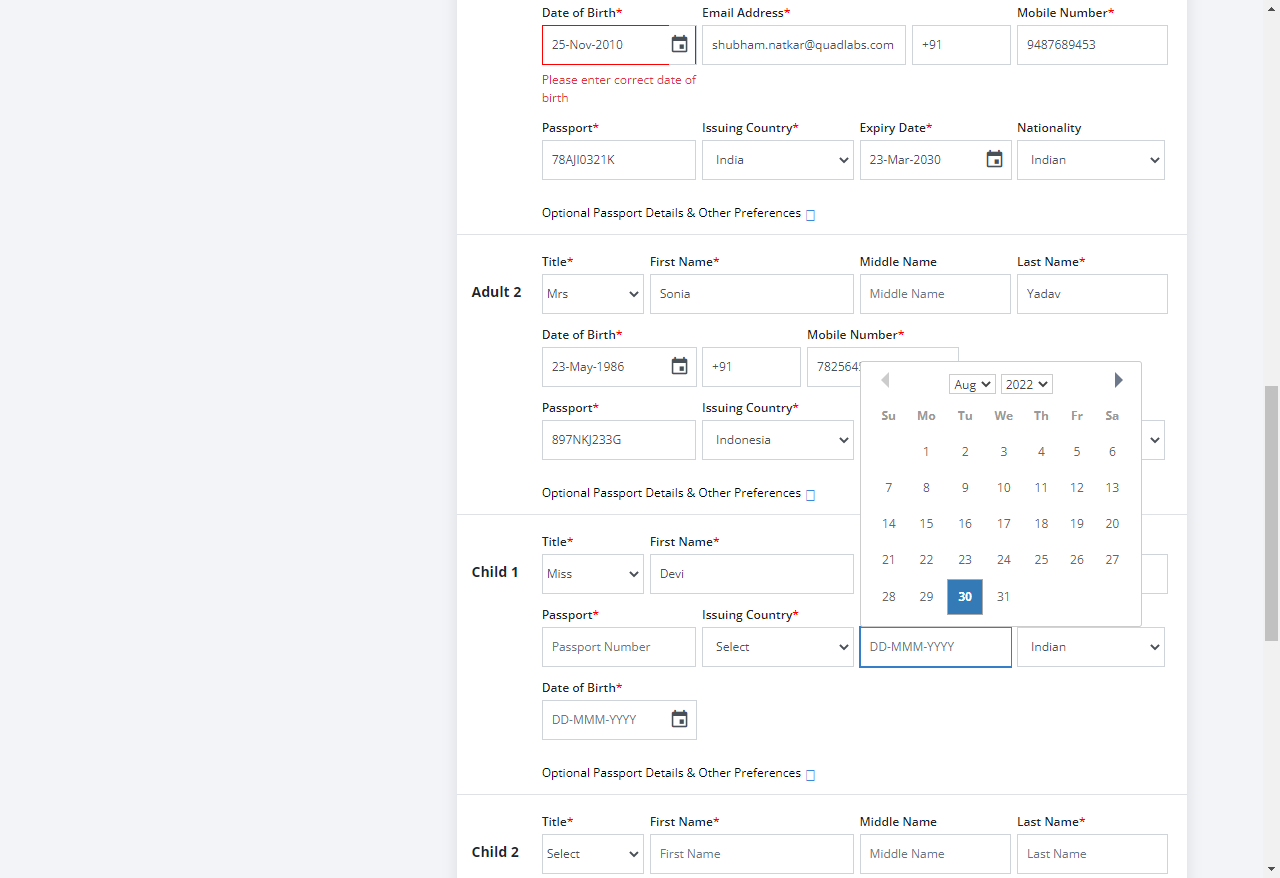 Date of Birth* Email Address* Mobile Number*
25-Nov-2010 shubham.natkar@quadlabs.com +91 9487689453
Please enter correct date of
birth
Passport* Issuing Country* Expiry Date* Nationality
78AJI0321K India 23-Mar-2030 Indian
Optional Passport Details & Other Preferences
Title* First Name* Middle Name Last Name*
Adult 2 Mrs Sonia Middle Name Yadav
Date of Birth* Mobile Number*
23-May-1986 +91 782564
Aug 2022
Passport* Issuing Country* Su Mo Tu We Th Fr Sa
897NKJ233G Indonesia
1 2 3 4 5 6
7 8 9 10 11 12 13
Optional Passport Details & Other Preferences
14 15 16 17 18 19 20
Title* First Name*
21 22 23 24 25 26 27
Child 1 Miss Devi
28 29 30 31
Passport* Issuing Country*
Passport Number Select DD-MMM-YYYY Indian
Date of Birth*
DD-MMM-YYYY
Optional Passport Details & Other Preferences
Title* First Name* Middle Name Last Name*
Child 2 Select First Name Middle Name Last Name